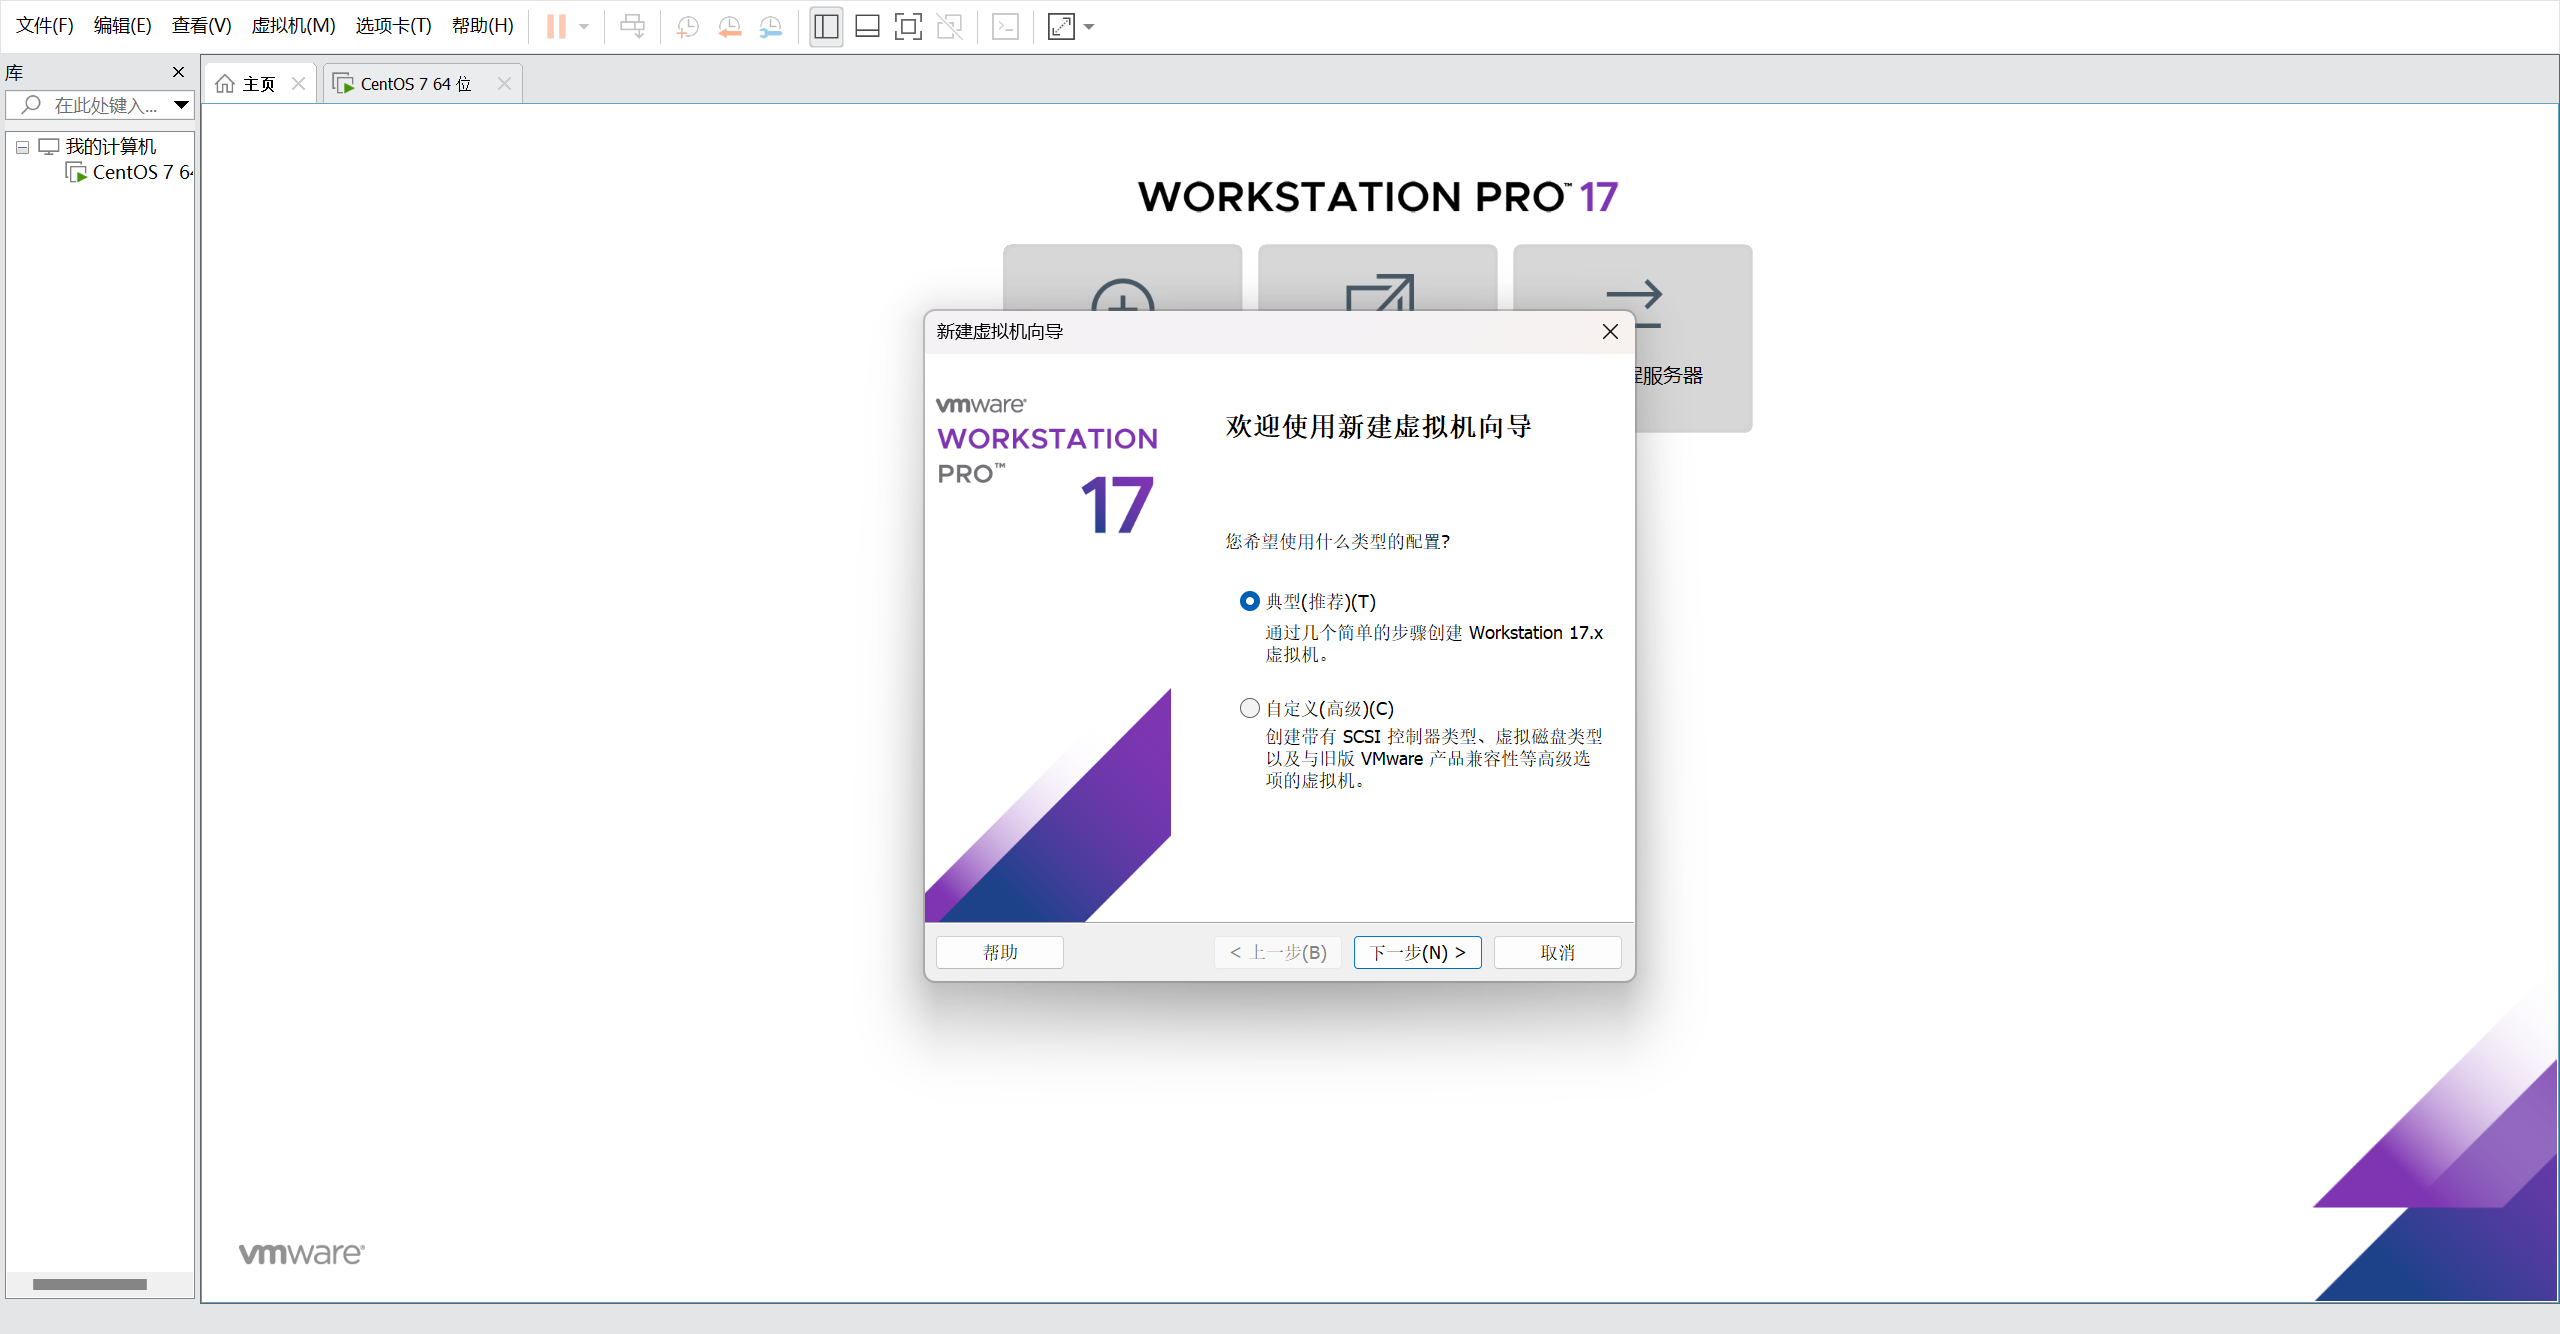 文件(F) 编辑(E) 查看(V) 虚拟机(M) 选项卡(T) 帮助(H)
库
在此处键入...
我的计算机
CentOS 7 64
主页
CentOS 7 64 位
WORKSTATION PRO™ 17
程服务器
新建虚拟机向导
vmware®
WORKSTATION
PRO™
17
欢迎使用新建虚拟机向导
您希望使用什么类型的配置?
典型(推荐)(T)
通过几个简单的步骤创建 Workstation 17.x
虚拟机。
自定义(高级)(C)
创建带有 SCSI 控制器类型、虚拟磁盘类型
以及与旧版 VMware 产品兼容性等高级选
项的虚拟机。
帮助
< 上一步(B)
下一步(N) >
取消
vmware®